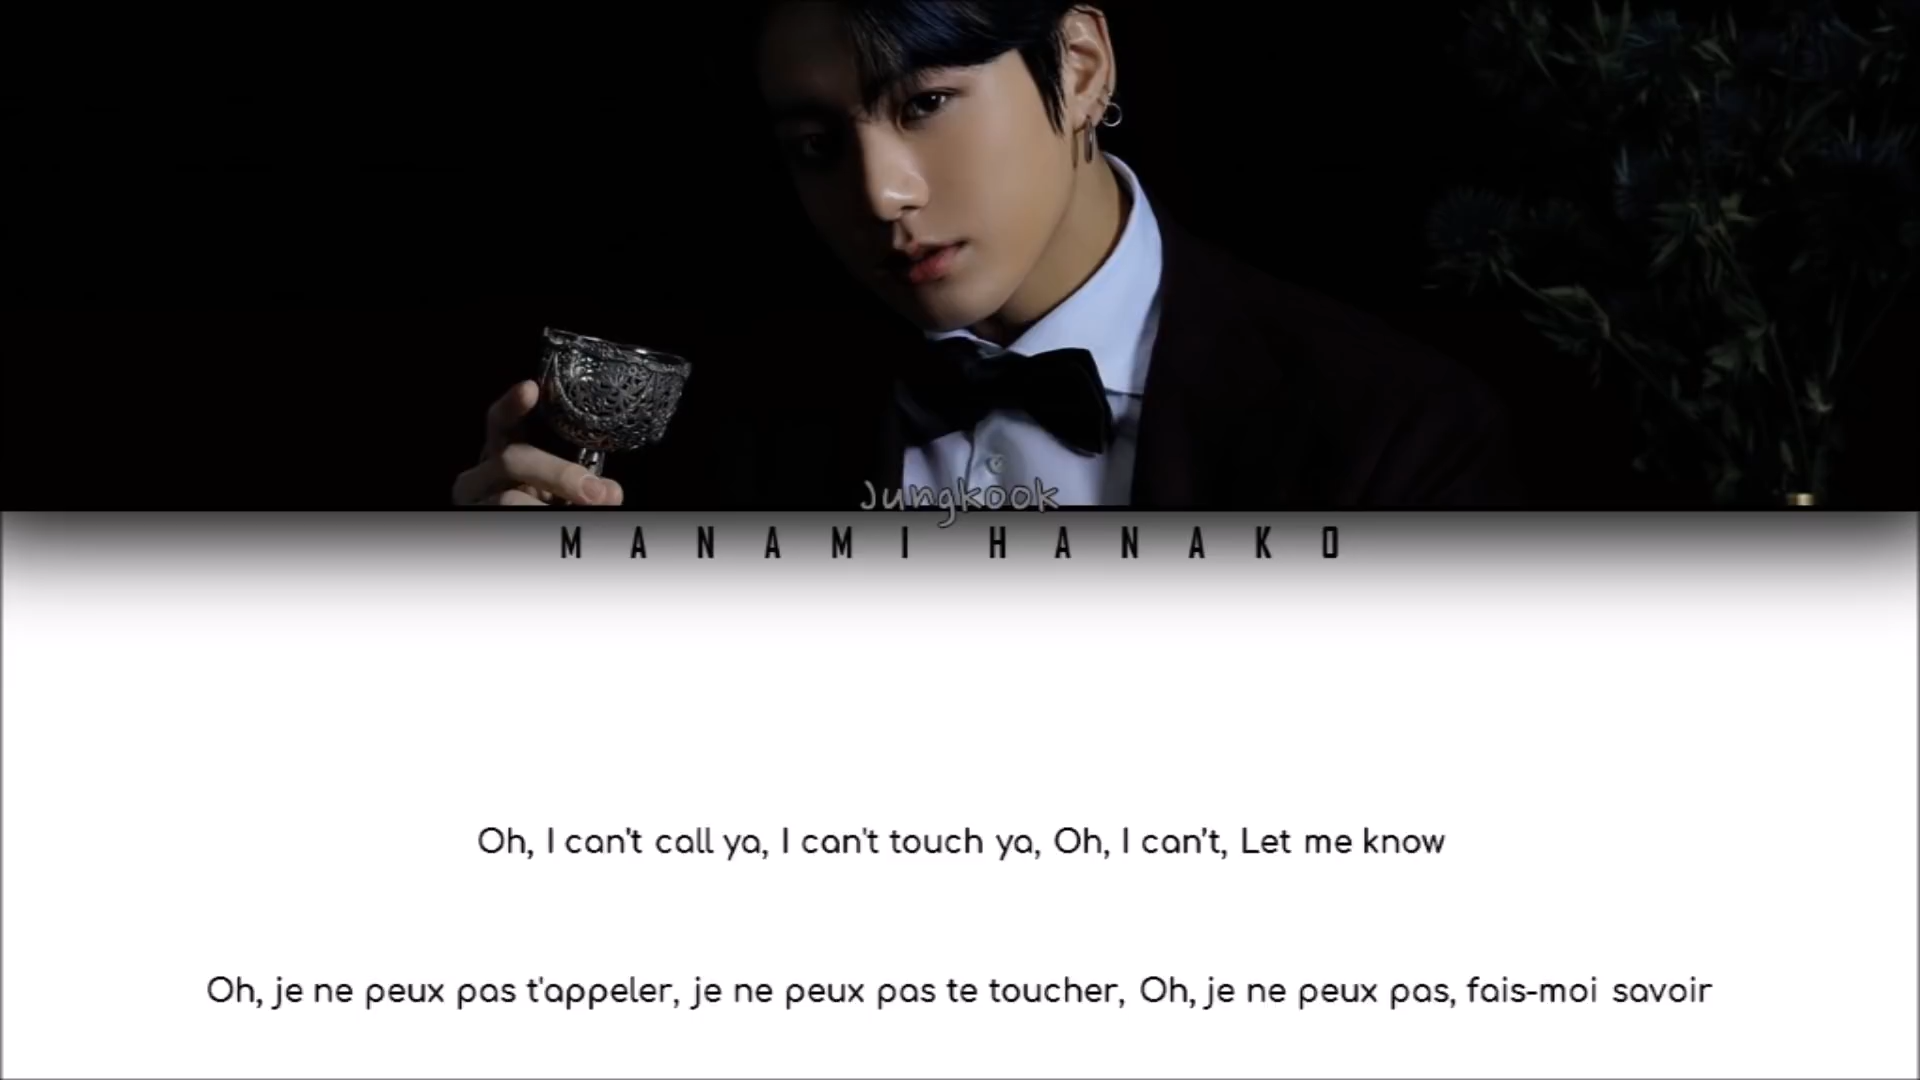 Jungkook
MANAMI HANAKO
Oh, I can't call ya, I can't touch ya, Oh, I can't, Let me know
Oh, je ne peux pas t'appeler, je ne peux pas te toucher, Oh, je ne peux pas, fais-moi savoir